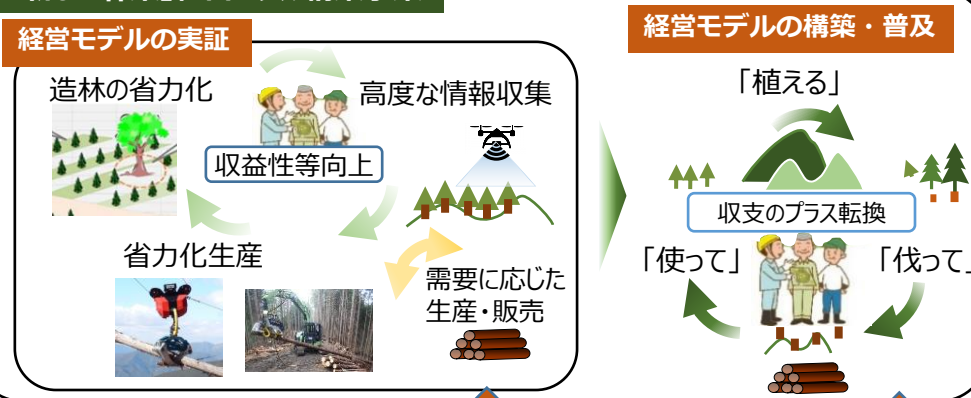 経営モデルの実証
造林の省力化
高度な情報収集
収益性等向上
省力化生産
需要に応じた
生産・販売
経営モデルの構築・普及
「植える」
収支のプラス転換
「使って」
「伐って」